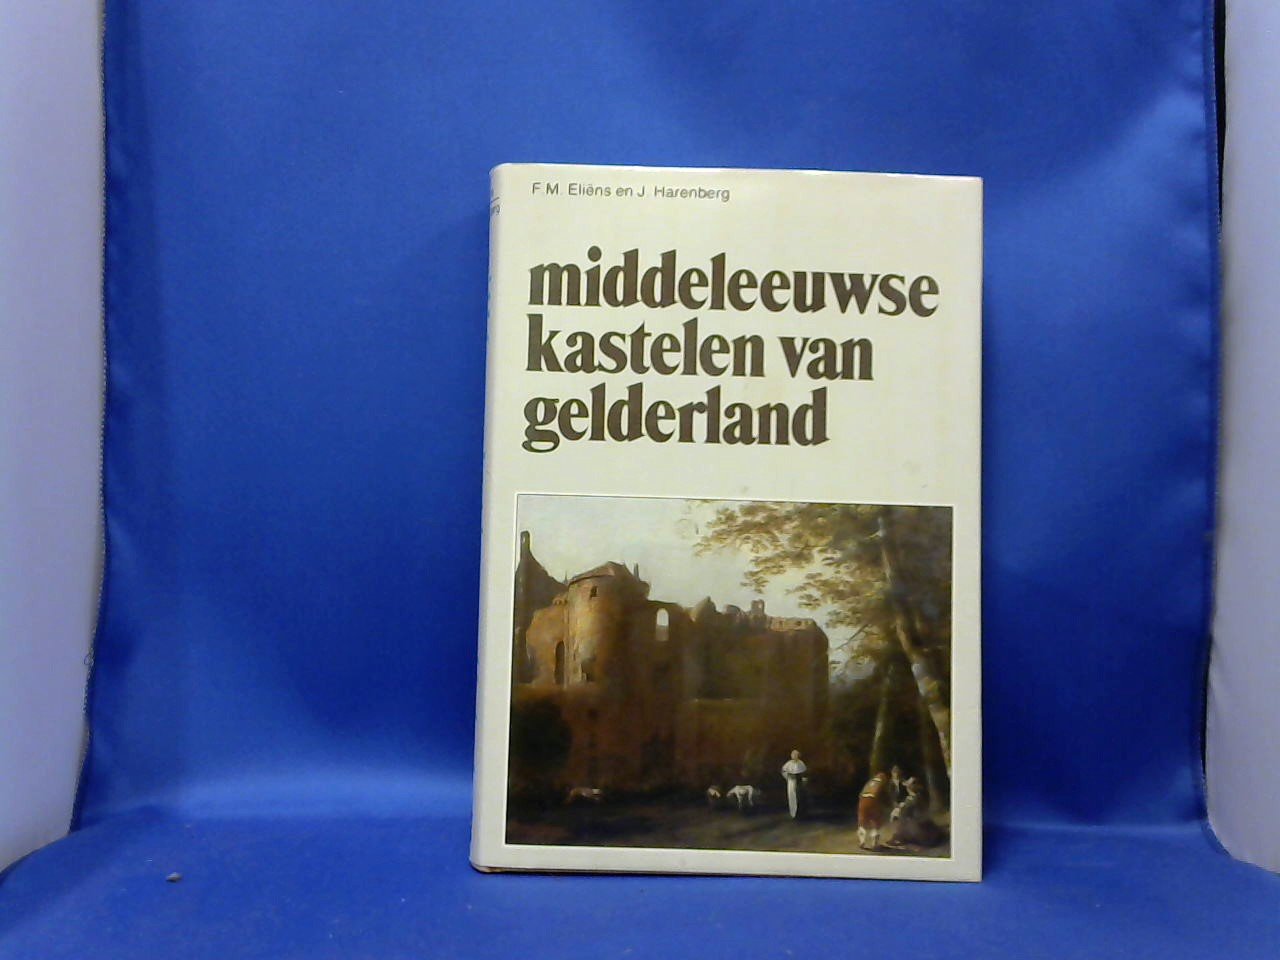 F.M. Eliëns en J. Harenberg
middeleeuwse
kastelen van
gelderland